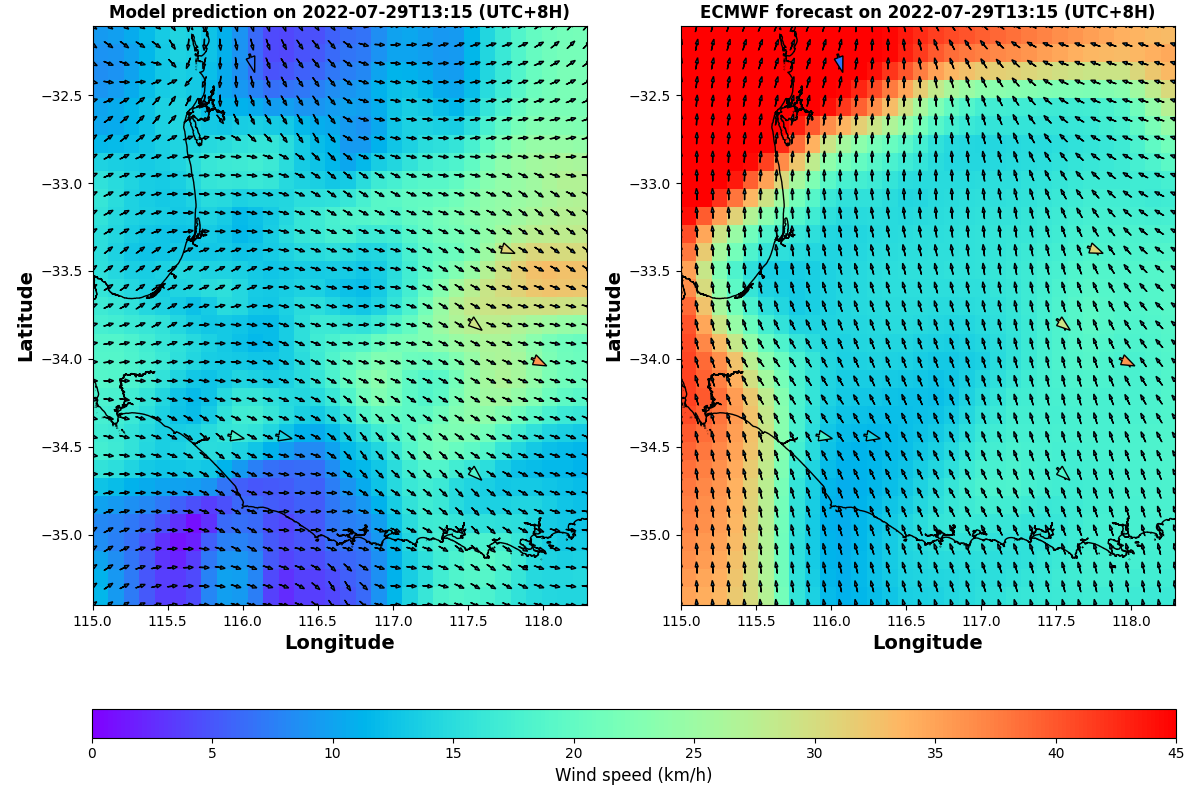 Model prediction on 2022-07-29T13:15 (UTC+8H)
ECMWF forecast on 2022-07-29T13:15 (UTC+8H)
Latitude
−32.5
−33.0
−33.5
−34.0
−34.5
−35.0
115.0 115.5 116.0 116.5 117.0 117.5 118.0
Longitude
Latitude
−32.5
−33.0
−33.5
−34.0
−34.5
−35.0
115.0 115.5 116.0 116.5 117.0 117.5 118.0
Longitude
0 5 10 15 20 25 30 35 40 45
Wind speed (km/h)